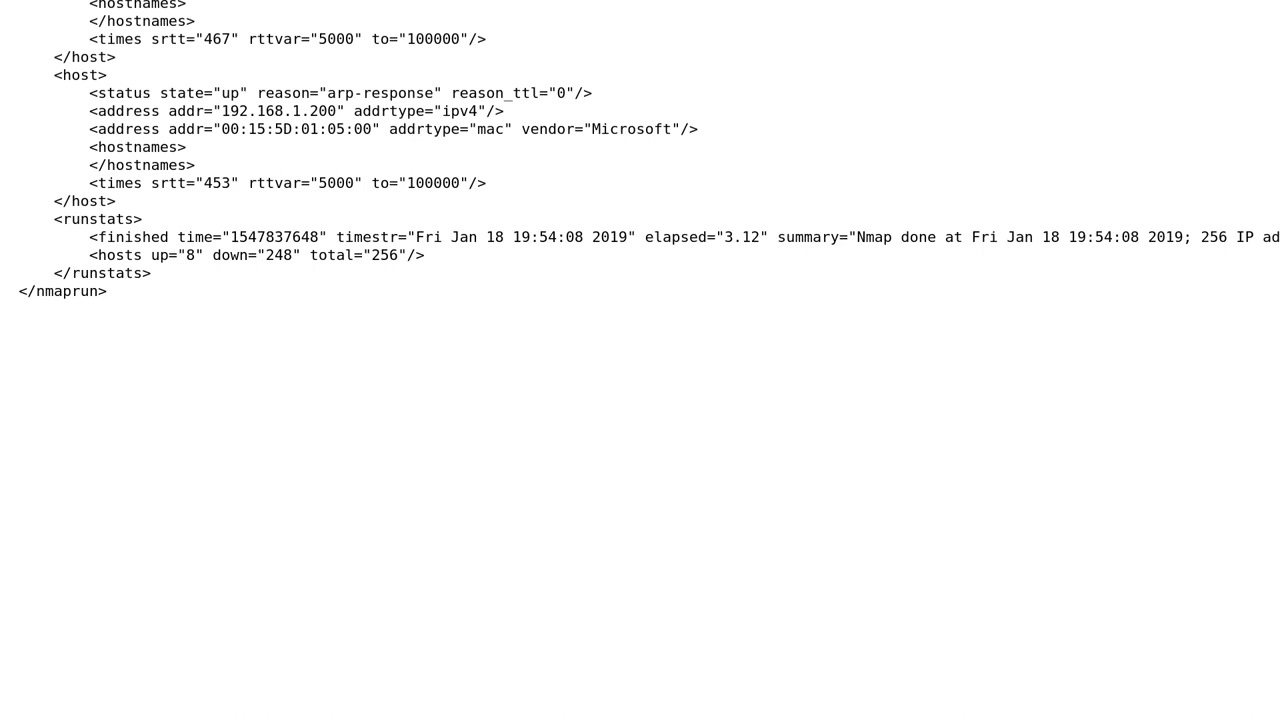 <hostnames>
</hostnames>
<times srtt="467" rttvar="5000" to="100000"/>
</host>
<host>
<status state="up" reason="arp-response" reason_ttl="0"/>
<address addr="192.168.1.200" addrtype="ipv4"/>
<address addr="00:15:5D:01:05:00" addrtype="mac" vendor="Microsoft"/>
<hostnames>
</hostnames>
<times srtt="453" rttvar="5000" to="100000"/>
</host>
<runstats>
<finished time="1547837648" timestr="Fri Jan 18 19:54:08 2019" elapsed="3.12" summary="Nmap done at Fri Jan 18 19:54:08 2019; 256 IP ad
<hosts up="8" down="248" total="256"/>
</runstats>
</nmaprun>